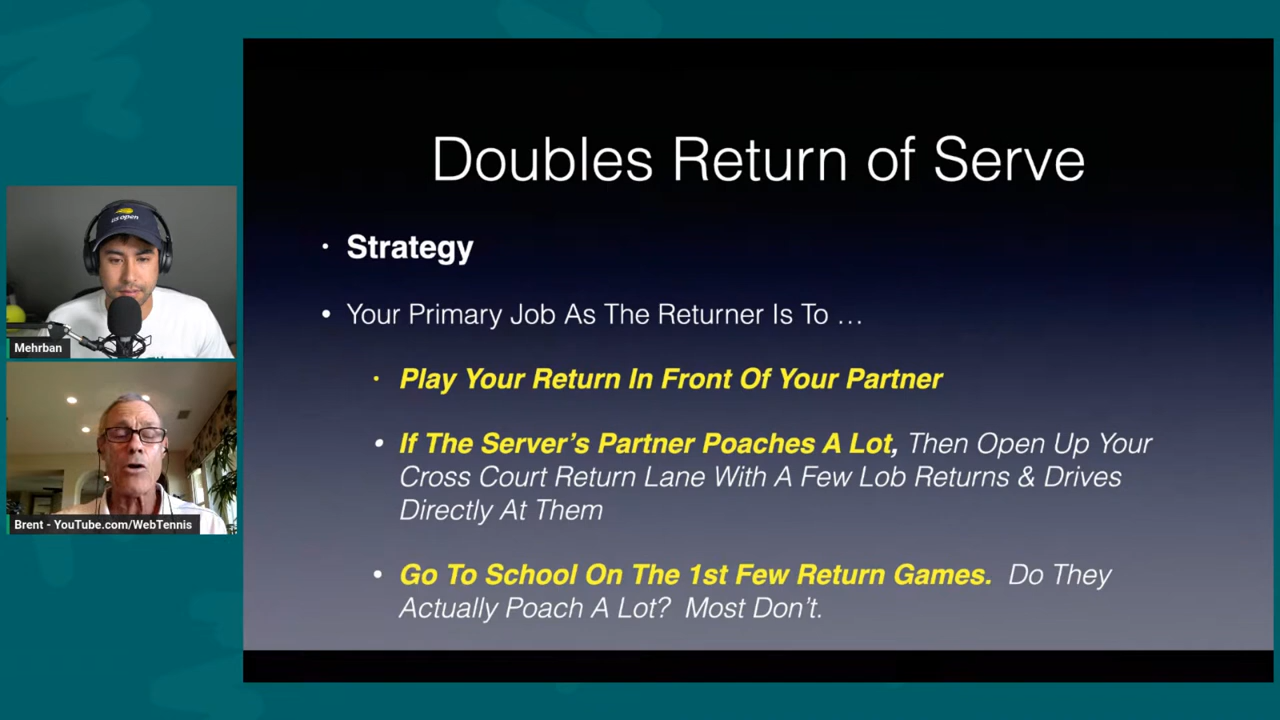 Doubles Return of Serve
• Strategy
• Your Primary Job As The Returner Is To …
• Play Your Return In Front Of Your Partner
• If The Server's Partner Poaches A Lot, Then Open Up Your
Cross Court Return Lane With A Few Lob Returns & Drives
Directly At Them
• Go To School On The 1st Few Return Games. Do They
Actually Poach A Lot? Most Don't.
us open
Mehrban
Brent - YouTube.com/WebTennis